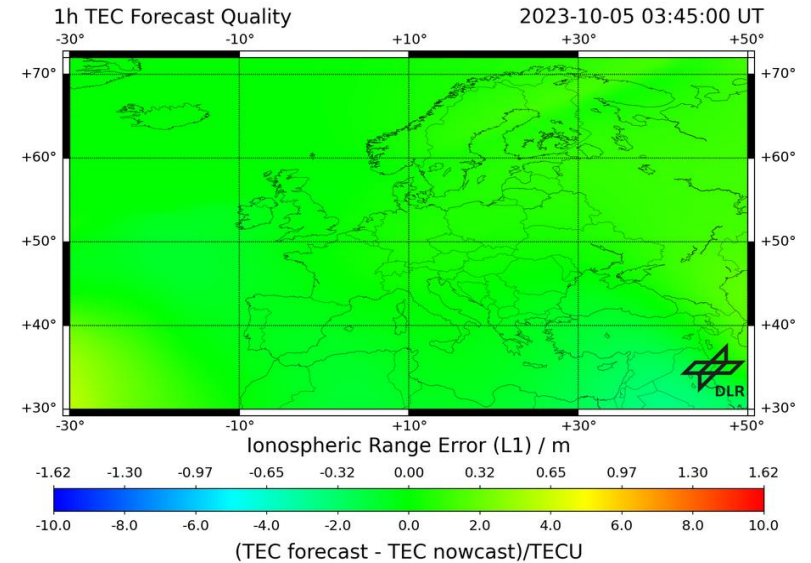 1h TEC Forecast Quality 2023-10-05 03:45:00 UT
-30° -10° +10° +30° +50°
+70° +70°
+60° +60°
+50° +50°
+40° +40°
DLR
+30° +30°
-30° -10° +10° +30° +50°
Ionospheric Range Error (L1) / m
-1.62 -1.30 -0.97 -0.65 -0.32 0.00 0.32 0.65 0.97 1.30 1.62
-10.0 -8.0 -6.0 -4.0 -2.0 0.0 2.0 4.0 6.0 8.0 10.0
(TEC forecast - TEC nowcast)/TECU